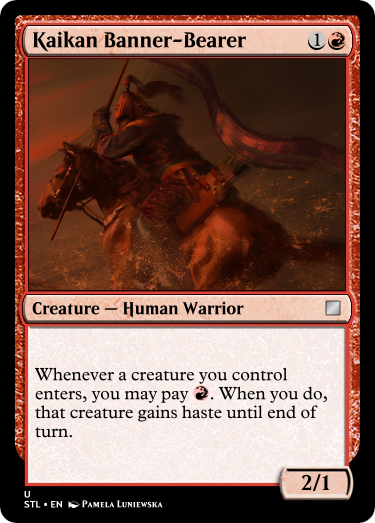 Kaikan Banner-Bearer 1
Creature — Human Warrior
Whenever a creature you control
enters, you may pay . When you do,
that creature gains haste until end of
turn.
2/1
U
STL • EN Pamela Luniewska